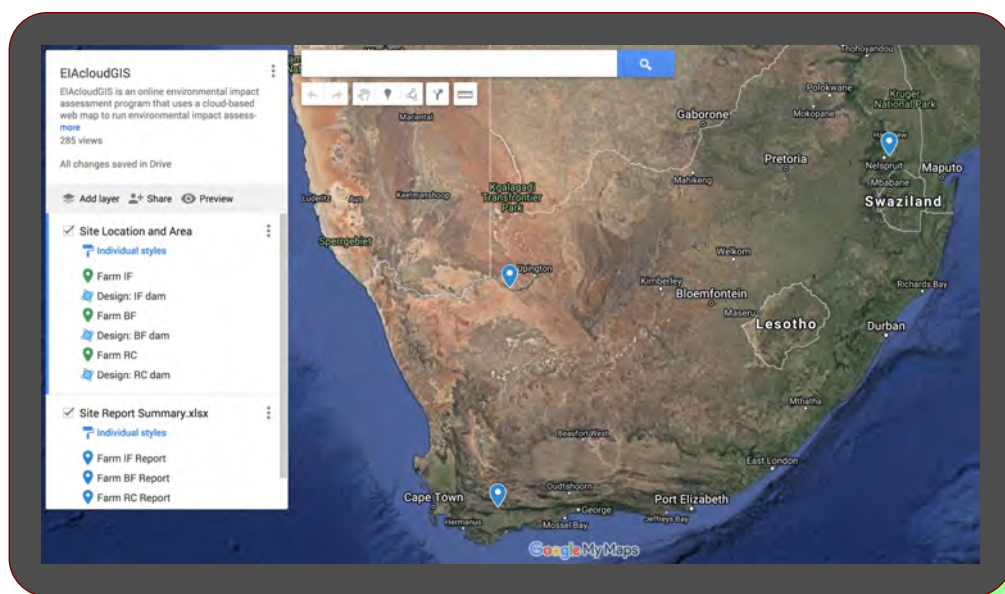 EIAcloudGIS
EIAcloudGIS is an online environmental impact
assessment program that uses a cloud-based
web map to run environmental impact assess-
more
285 views
All changes saved in Drive
Add layer Share Preview
Site Location and Area
Individual styles
Farm IF
Design: IF dam
Farm BF
Design: BF dam
Farm RC
Design: RC dam
Site Report Summary.xlsx
Individual styles
Farm IF Report
Farm BF Report
Farm RC Report
Thohoyandou
Polokwane
Kruger
National Park
Mokopane
Gaborone
Mariental
Nelspruit
Pretoria
Maputo
Mbabane
Mahikeng
Swaziland
Kgalagadi
Transfrontier
Park
Keetmanshoop
Aus
Sperrgebiet
Welkom
Upington
Kimberley
Bloemfontein
Richards Bay
Maseru
Lesotho
Durban
Mthatha
Beaufort West
East London
Oudtshoorn
Cape Town
Port Elizabeth
George
Hermanus
Mossel Bay
Jeffreys Bay
Google My Maps